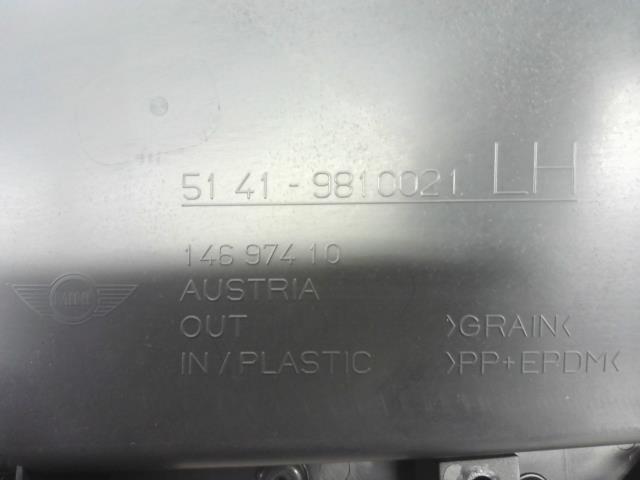 51 41 - 9810021 LH
146 974 10
AUSTRIA
OUT >GRAIN<
IN / PLASTIC >PP+EPDM<